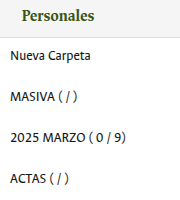 Personales
Nueva Carpeta
MASIVA ( / )
2025 MARZO ( 0 / 9)
ACTAS ( / )